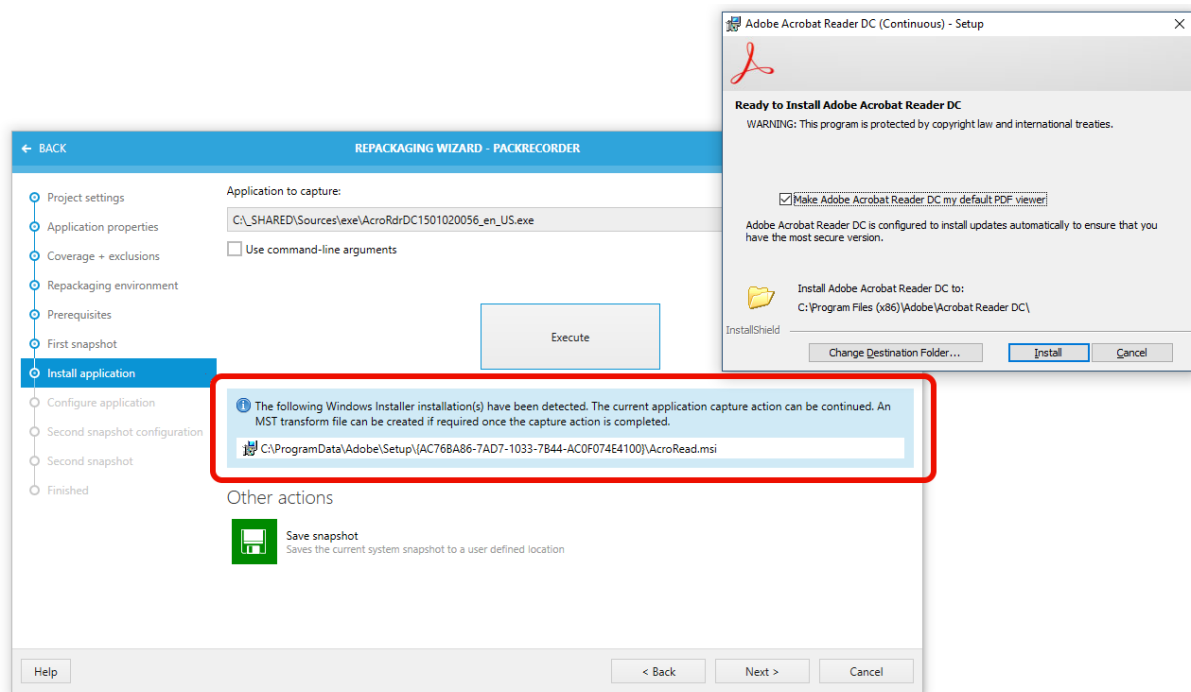 Adobe Acrobat Reader DC (Continuous) - Setup
Ready to Install Adobe Acrobat Reader DC
WARNING: This program is protected by copyright law and international treaties.
Make Adobe Acrobat Reader DC my default PDF viewer
Adobe Acrobat Reader DC is configured to install updates automatically to ensure that you
have the most secure version.
Install Adobe Acrobat Reader DC to:
C:\Program Files (x86)\Adobe\Acrobat Reader DC\
InstallShield
Change Destination Folder...
Install
Cancel
BACK
REPACKAGING WIZARD - PACKRECORDER
Project settings
Application properties
Coverage + exclusions
Repackaging environment
Prerequisites
First snapshot
Install application
Configure application
Second snapshot configuration
Second snapshot
Finished
Application to capture:
C:\_SHARED\Sources\exe\AcroRdrDC1501020056_en_US.exe
Use command-line arguments
Execute
The following Windows Installer installation(s) have been detected. The current application capture action can be continued. An
MST transform file can be created if required once the capture action is completed.
C:\ProgramData\Adobe\Setup\{AC76BA86-7AD7-1033-7B44-AC0F074E4100}\AcroRead.msi
Other actions
Save snapshot
Saves the current system snapshot to a user defined location
Help
< Back
Next >
Cancel